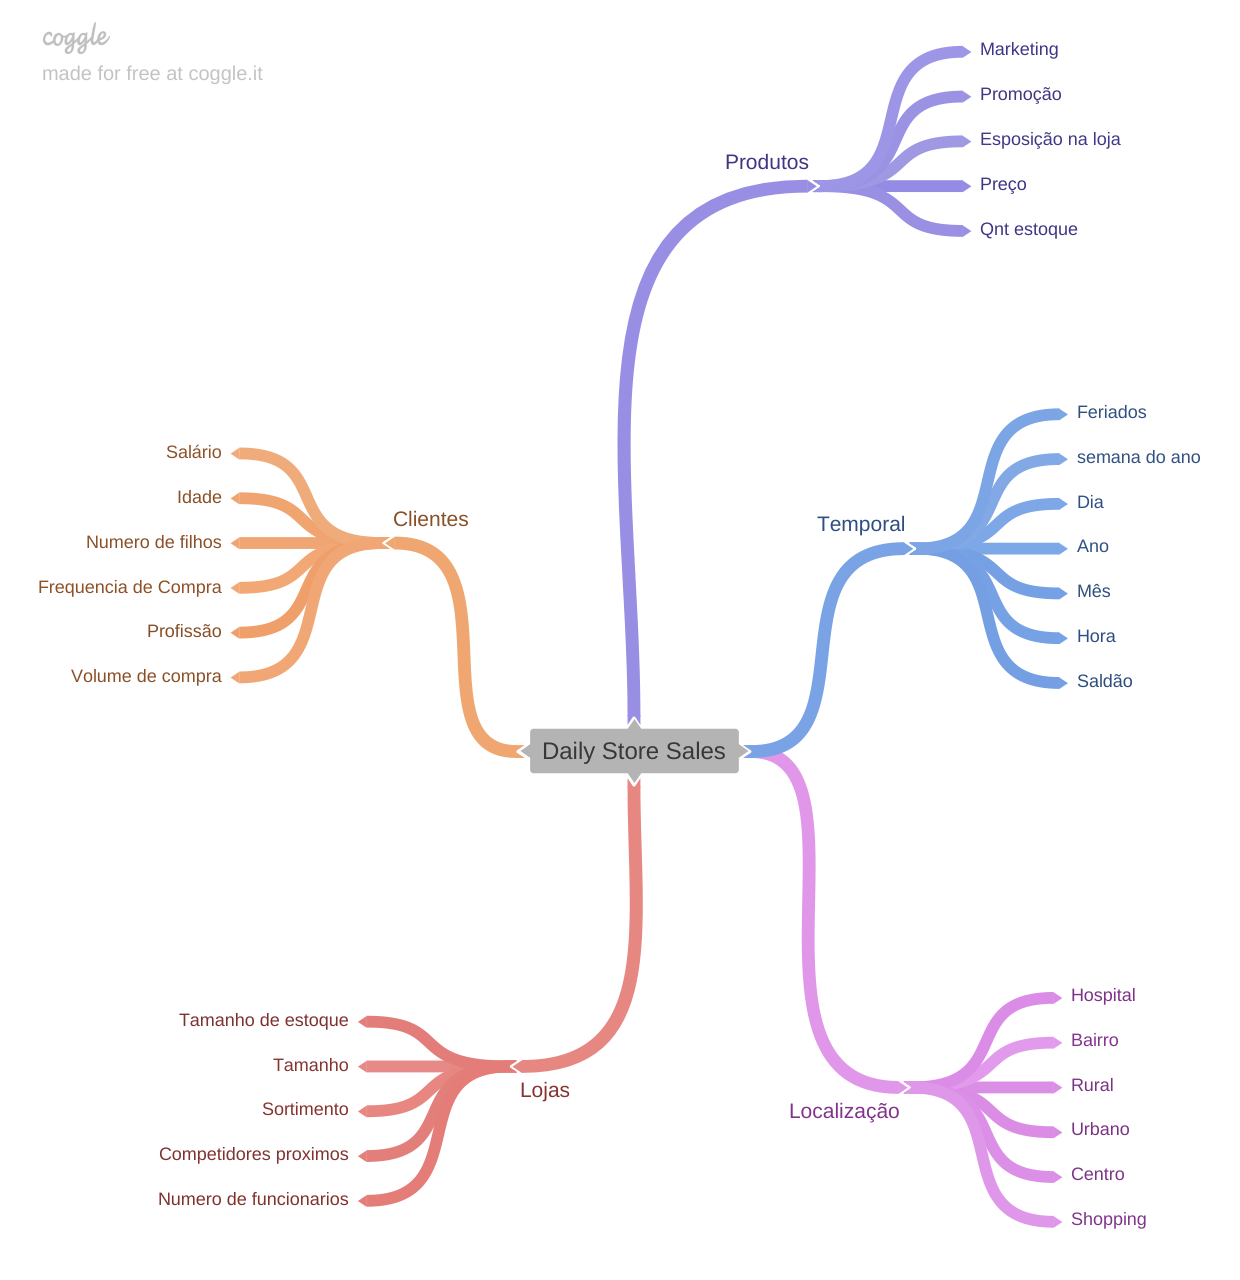 coggle
made for free at coggle.it
Produtos
Marketing
Promoção
Esposição na loja
Preço
Qnt estoque
Temporal
Feriados
semana do ano
Dia
Ano
Mês
Hora
Saldão
Clientes
Salário
Idade
Numero de filhos
Frequencia de Compra
Profissão
Volume de compra
Daily Store Sales
Lojas
Tamanho de estoque
Tamanho
Sortimento
Competidores proximos
Numero de funcionarios
Localização
Hospital
Bairro
Rural
Urbano
Centro
Shopping